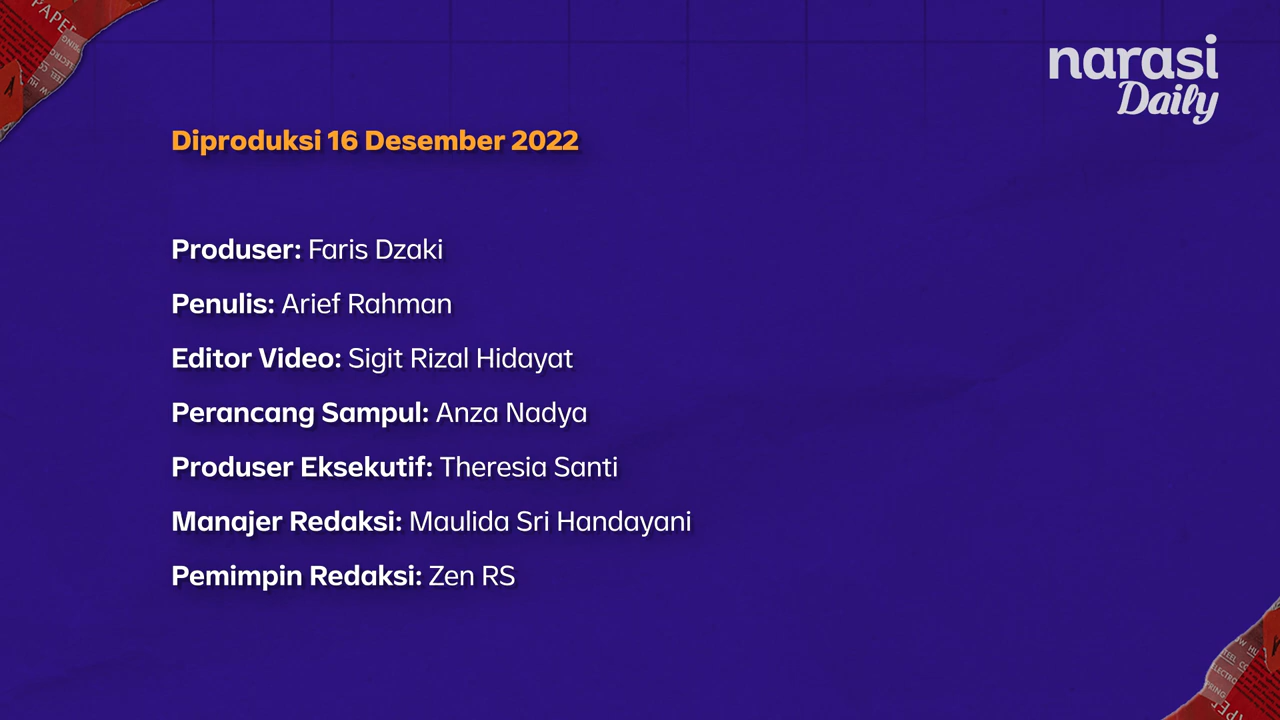 narasi
Daily
Diproduksi 16 Desember 2022
Produser: Faris Dzaki
Penulis: Arief Rahman
Editor Video: Sigit Rizal Hidayat
Perancang Sampul: Anza Nadya
Produser Eksekutif: Theresia Santi
Manajer Redaksi: Maulida Sri Handayani
Pemimpin Redaksi: Zen RS